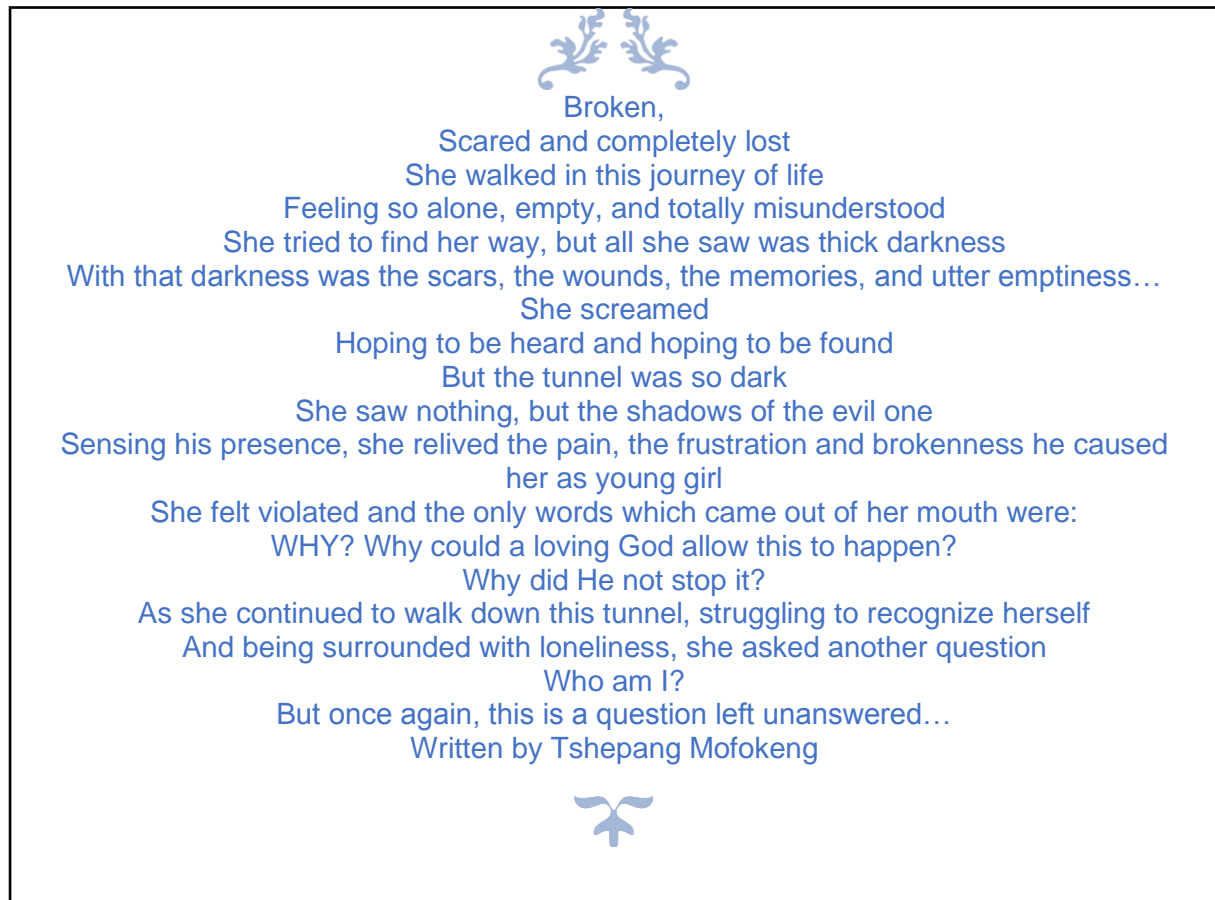 Broken,
Scared and completely lost
She walked in this journey of life
Feeling so alone, empty, and totally misunderstood
She tried to find her way, but all she saw was thick darkness
With that darkness was the scars, the wounds, the memories, and utter emptiness…
She screamed
Hoping to be heard and hoping to be found
But the tunnel was so dark
She saw nothing, but the shadows of the evil one
Sensing his presence, she relived the pain, the frustration and brokenness he caused
her as young girl
She felt violated and the only words which came out of her mouth were:
WHY? Why could a loving God allow this to happen?
Why did He not stop it?
As she continued to walk down this tunnel, struggling to recognize herself
And being surrounded with loneliness, she asked another question
Who am I?
But once again, this is a question left unanswered…
Written by Tshepang Mofokeng